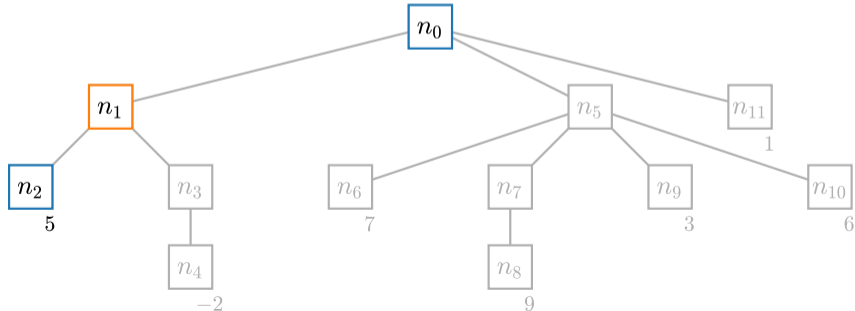 n₀
n₁ n₅ n₁₁
1
n₂ n₃ n₆ n₇ n₉ n₁₀
5 7 3 6
n₄ n₈
−2 9